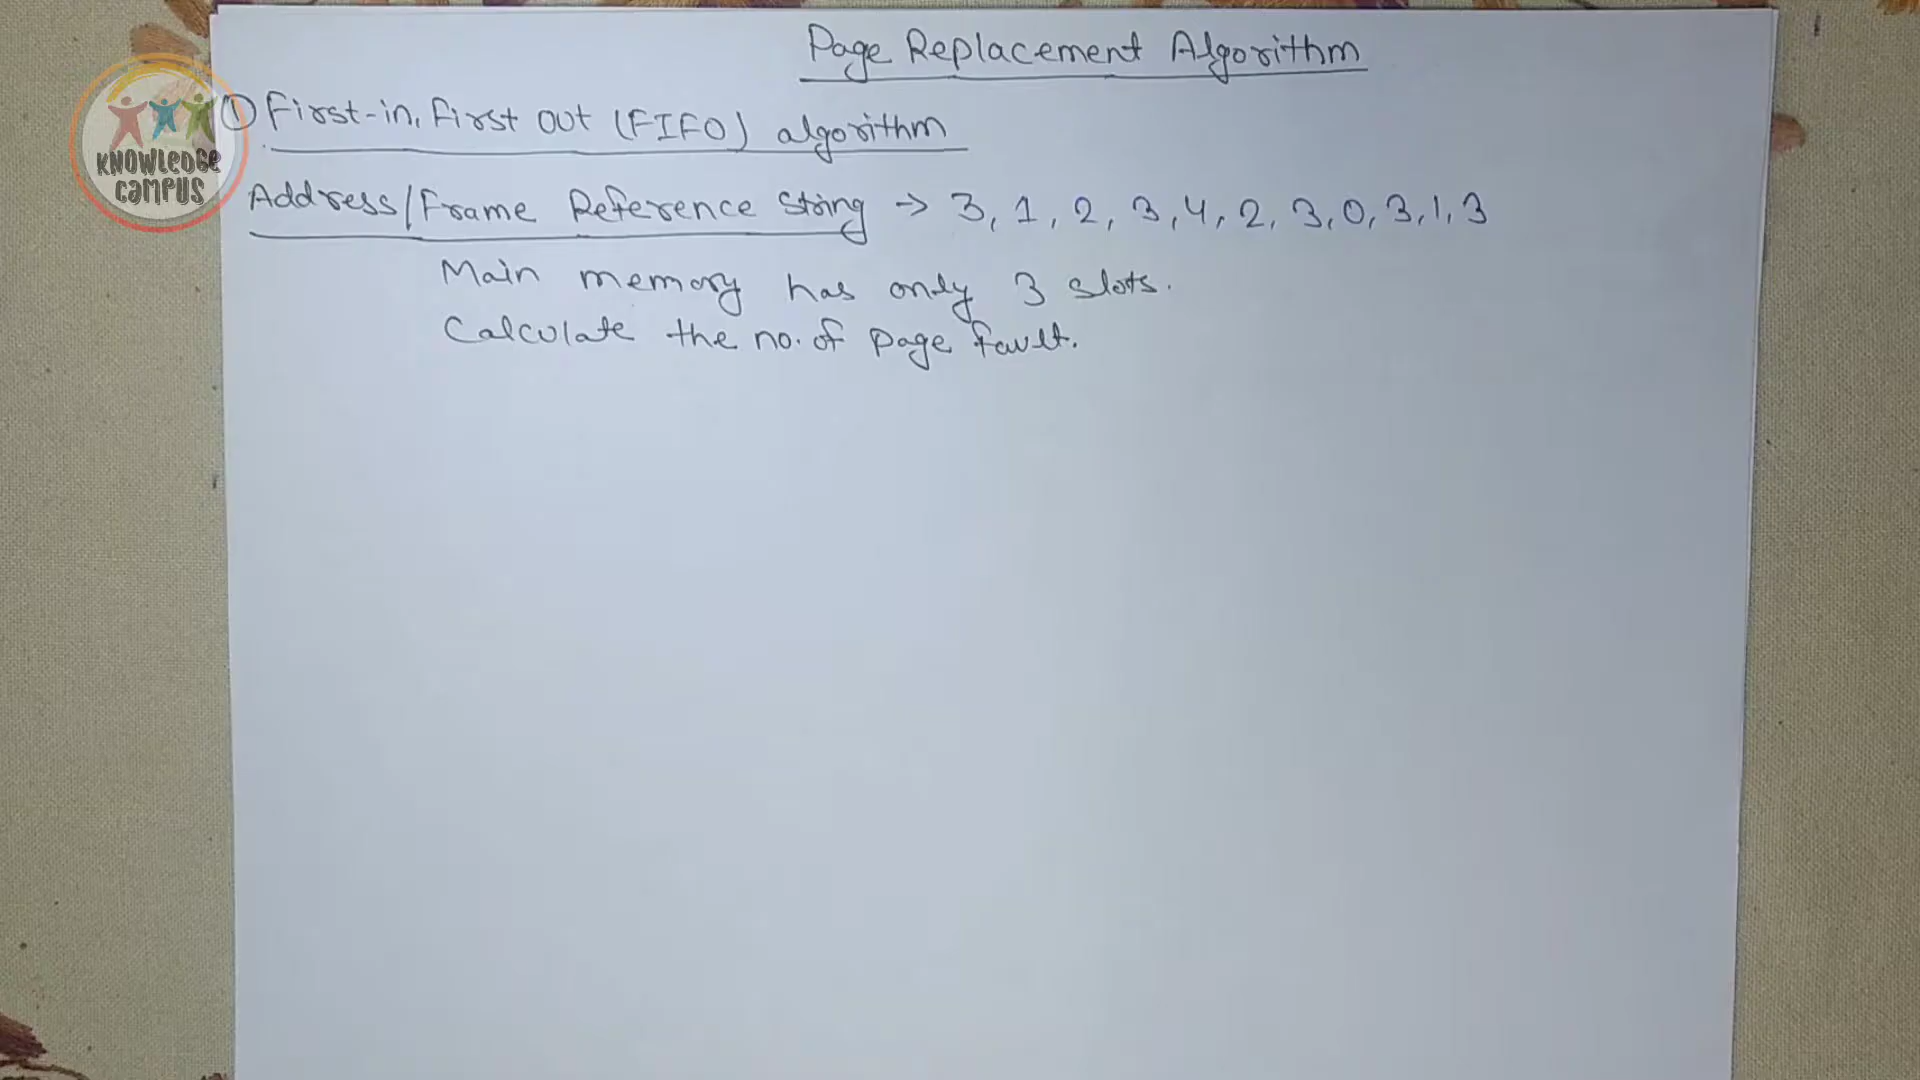 Page Replacement Algorithm
① First-in, First out (FIFO) algorithm
KNOWLEDGE
CAMPUS
Address/Frame Reference string → 3, 1, 2, 3, 4, 2, 3, 0, 3, 1, 3
Main memory has only 3 slots.
Calculate the no. of page fault.